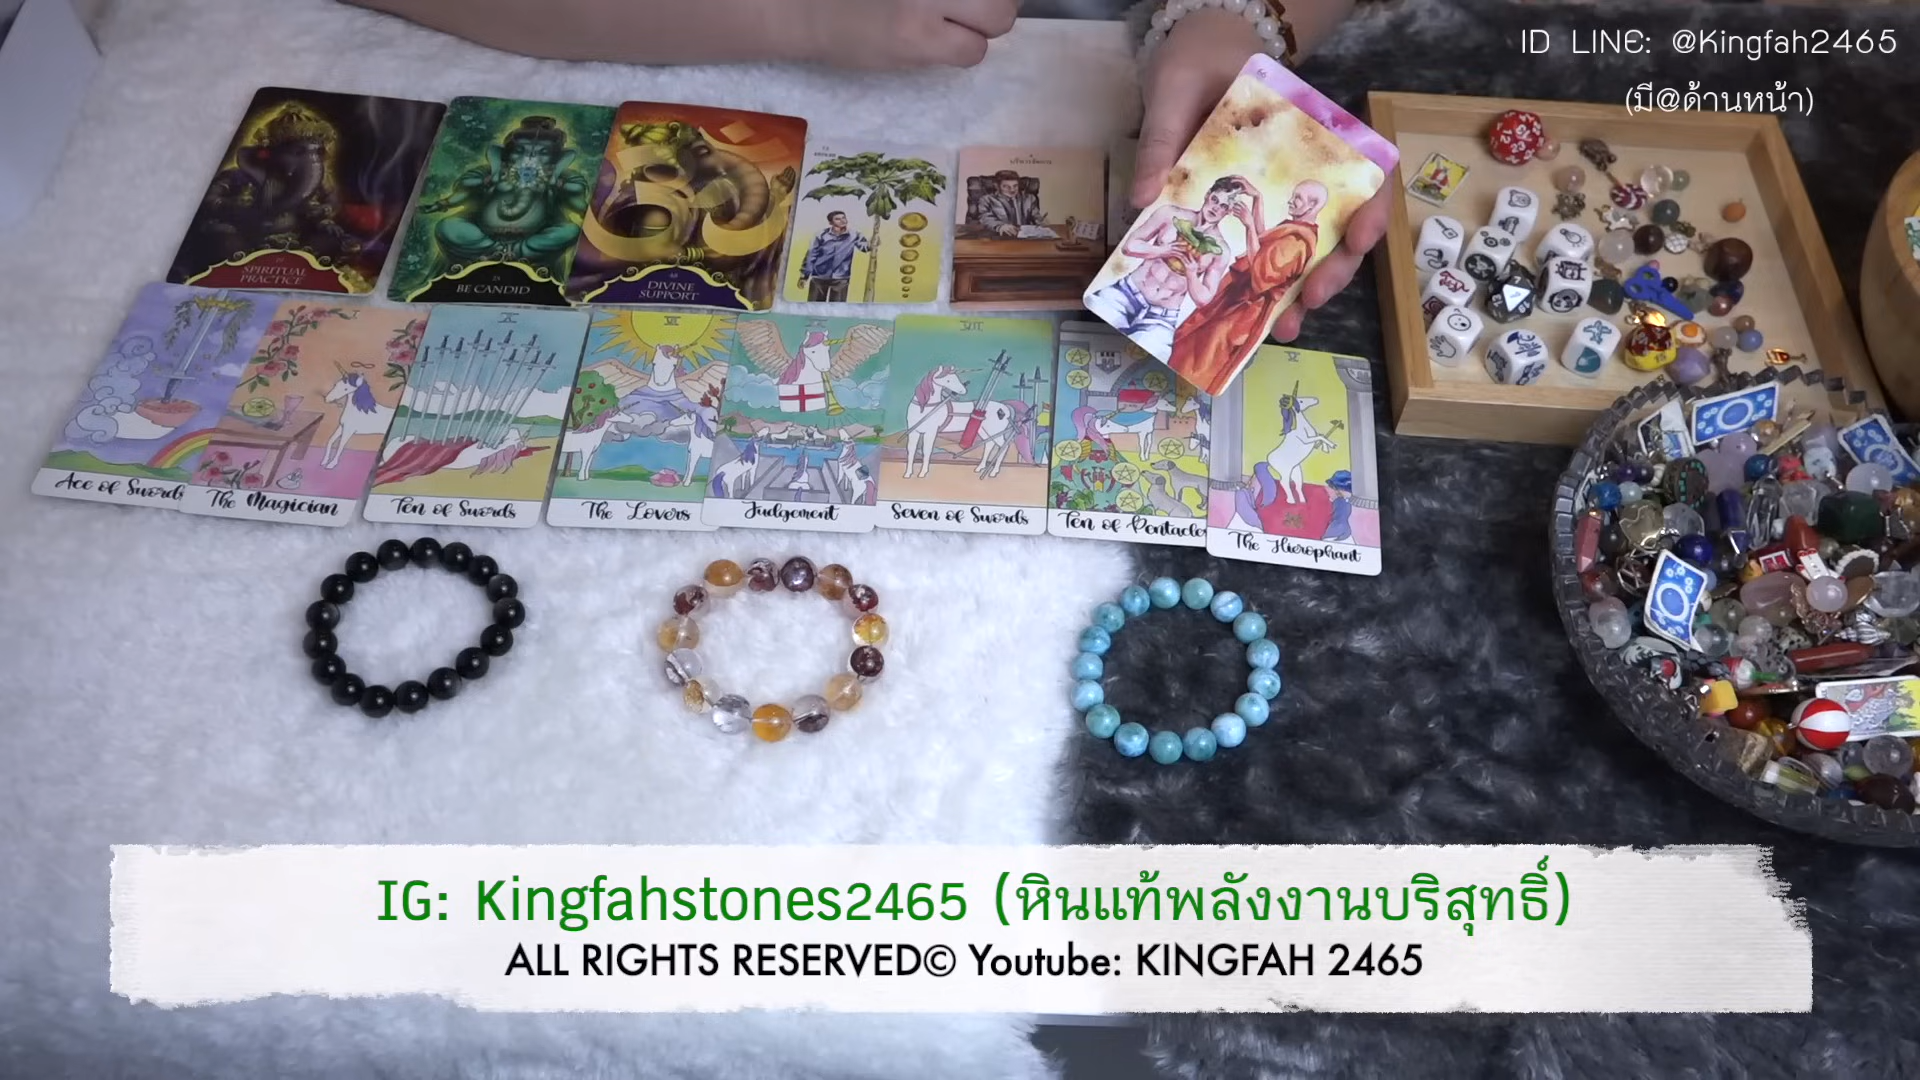 ID LINE: @Kingfah2465
(มี@ด้านหน้า)
SPIRITUAL
PRACTICE
BE CANDID
DIVINE
SUPPORT
Ace of Swords
The Magician
Ten of Swords
The Lovers
Judgement
Seven of Swords
Ten of Pentacles
The Hierophant
IG: Kingfahstones2465 (หินแท้พลังงานบริสุทธิ์)
ALL RIGHTS RESERVED© Youtube: KINGFAH 2465